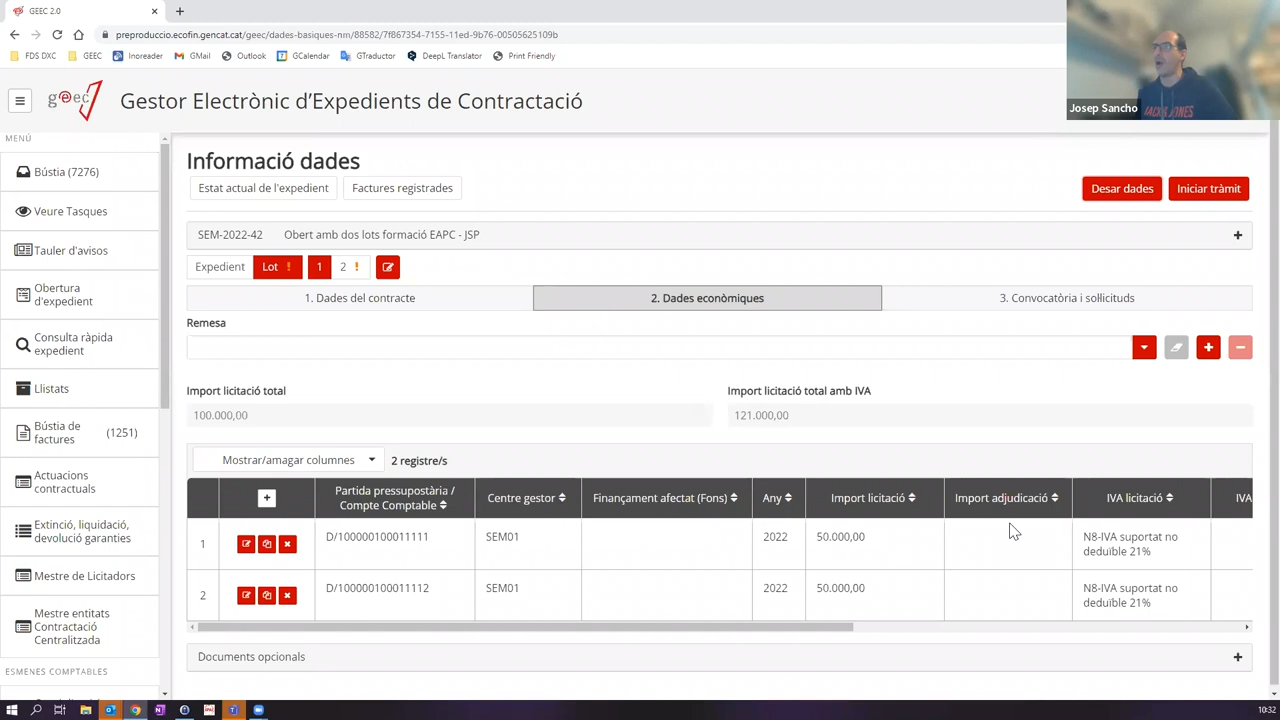 GEEC 2.0
preproduccio.ecofin.gencat.cat/geec/dades-basiques-nm/88582/7f867354-7155-11ed-9b76-00505625109b
FDS DXC GEEC Inoreader GMail Outlook GCalendar GTraductor DeepL Translator Print Friendly
geec Gestor Electrònic d'Expedients de Contractació
Josep Sancho
JACK & JONES
MENÚ
Bústia (7276)
Veure Tasques
Tauler d'avisos
Obertura
d'expedient
Consulta ràpida
expedient
Llistats
Bústia de
factures (1251)
Actuacions
contractuals
Extinció, liquidació,
devolució garanties
Mestre de Licitadors
Mestre entitats
Contractació
Centralitzada
ESMENES COMPTABLES
Informació dades
Estat actual de l'expedient Factures registrades Desar dades Iniciar tràmit
SEM-2022-42 Obert amb dos lots formació EAPC - JSP
Expedient Lot ! 1 2 !
1. Dades del contracte 2. Dades econòmiques 3. Convocatòria i sol·licituds
Remesa
Import licitació total Import licitació total amb IVA
100.000,00 121.000,00
Mostrar/amagar columnes 2 registre/s
Partida pressupostària /
Compte Comptable Centre gestor Finançament afectat (Fons) Any Import licitació Import adjudicació IVA licitació IVA
1 D/100000100011111 SEM01 2022 50.000,00 N8-IVA suportat no
deduïble 21%
2 D/100000100011112 SEM01 2022 50.000,00 N8-IVA suportat no
deduïble 21%
Documents opcionals
10:32